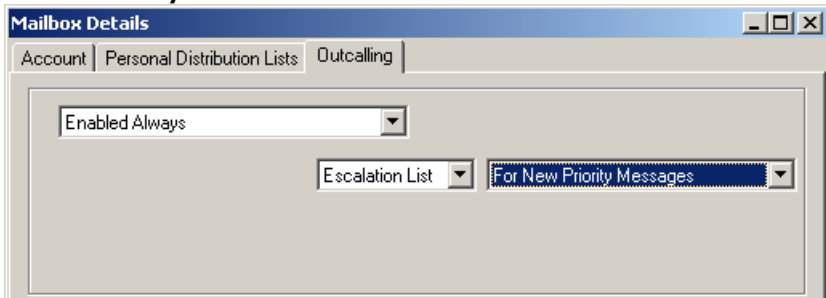 Mailbox Details
Account Personal Distribution Lists Outcalling
Enabled Always
Escalation List For New Priority Messages